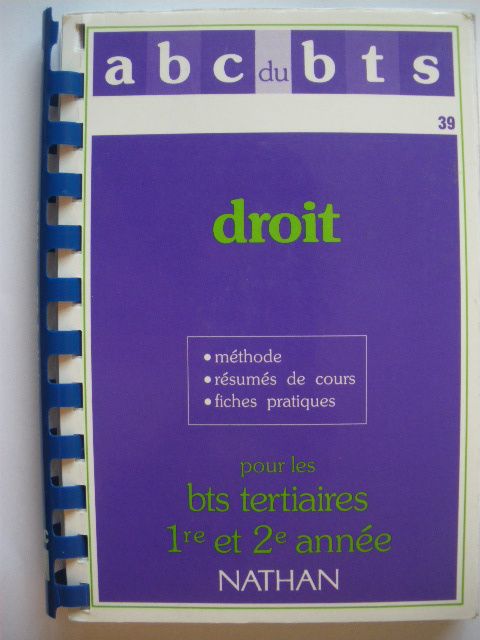 abc du bts
39
droit
• méthode
• résumés de cours
• fiches pratiques
pour les
bts tertiaires
1re et 2e année
NATHAN